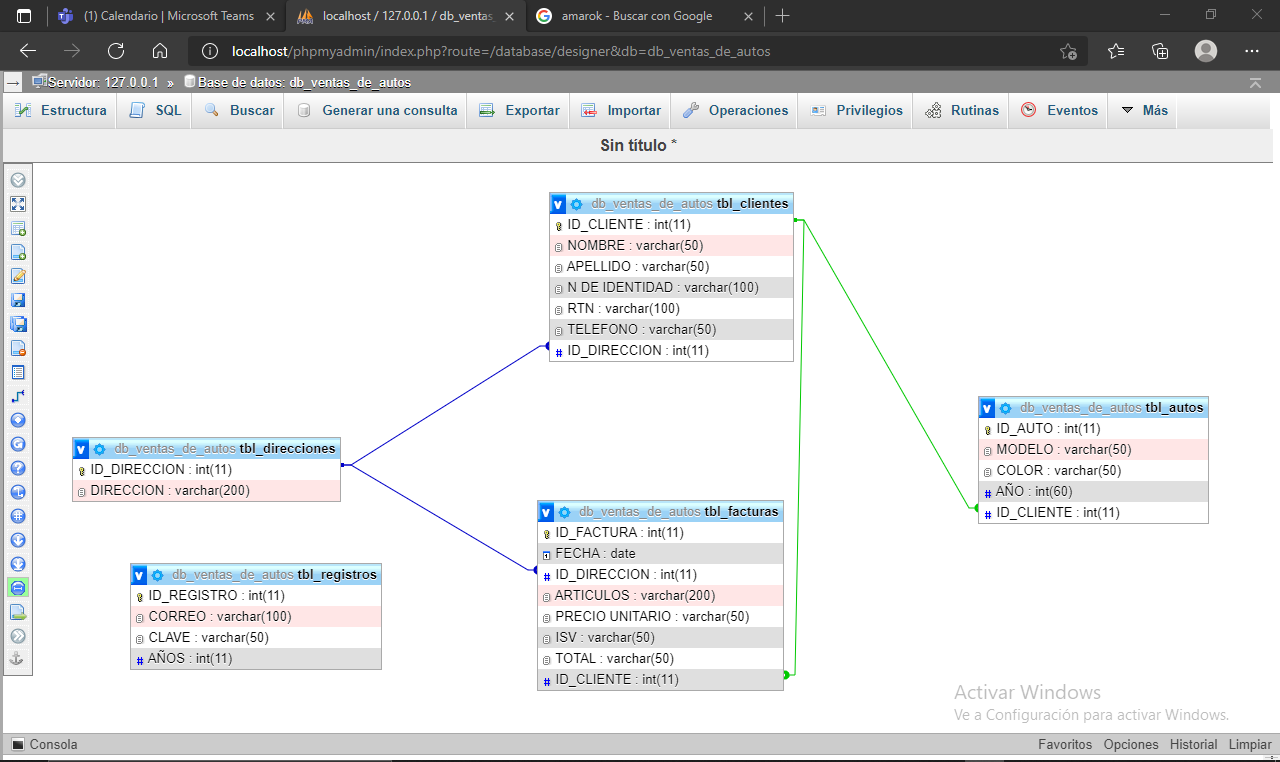 (1) Calendario | Microsoft Teams
localhost / 127.0.0.1 / db_ventas_
amarok - Buscar con Google
localhost/phpmyadmin/index.php?route=/database/designer&db=db_ventas_de_autos
Servidor: 127.0.0.1 » Base de datos: db_ventas_de_autos
Estructura SQL Buscar Generar una consulta Exportar Importar Operaciones Privilegios Rutinas Eventos Más
Sin título *
db_ventas_de_autos tbl_clientes
ID_CLIENTE : int(11)
NOMBRE : varchar(50)
APELLIDO : varchar(50)
N DE IDENTIDAD : varchar(100)
RTN : varchar(100)
TELEFONO : varchar(50)
ID_DIRECCION : int(11)
db_ventas_de_autos tbl_autos
ID_AUTO : int(11)
MODELO : varchar(50)
COLOR : varchar(50)
AÑO : int(60)
ID_CLIENTE : int(11)
db_ventas_de_autos tbl_direcciones
ID_DIRECCION : int(11)
DIRECCION : varchar(200)
db_ventas_de_autos tbl_facturas
ID_FACTURA : int(11)
FECHA : date
ID_DIRECCION : int(11)
ARTICULOS : varchar(200)
PRECIO UNITARIO : varchar(50)
ISV : varchar(50)
TOTAL : varchar(50)
ID_CLIENTE : int(11)
db_ventas_de_autos tbl_registros
ID_REGISTRO : int(11)
CORREO : varchar(100)
CLAVE : varchar(50)
AÑOS : int(11)
Activar Windows
Ve a Configuración para activar Windows.
Consola
Favoritos Opciones Historial Limpiar